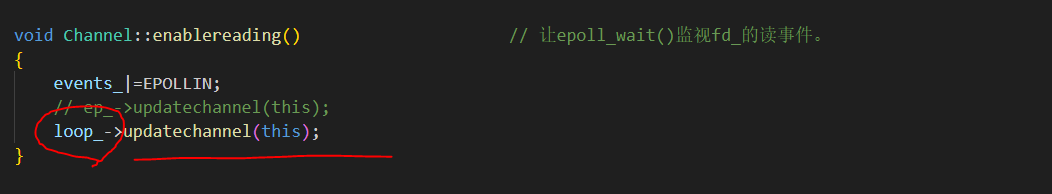 void Channel::enablereading() // 让epoll_wait()监视fd_的读事件。
{
events_|=EPOLLIN;
// ep_->updatechannel(this);
loop_->updatechannel(this);
}